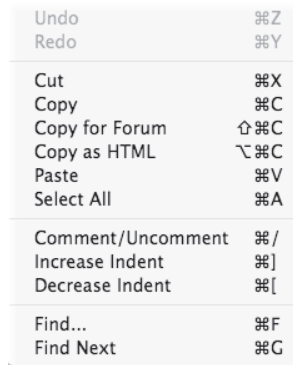 Undo ⌘Z
Redo ⌘Y
Cut ⌘X
Copy ⌘C
Copy for Forum ⇧⌘C
Copy as HTML ⌥⌘C
Paste ⌘V
Select All ⌘A
Comment/Uncomment ⌘/
Increase Indent ⌘]
Decrease Indent ⌘[
Find... ⌘F
Find Next ⌘G